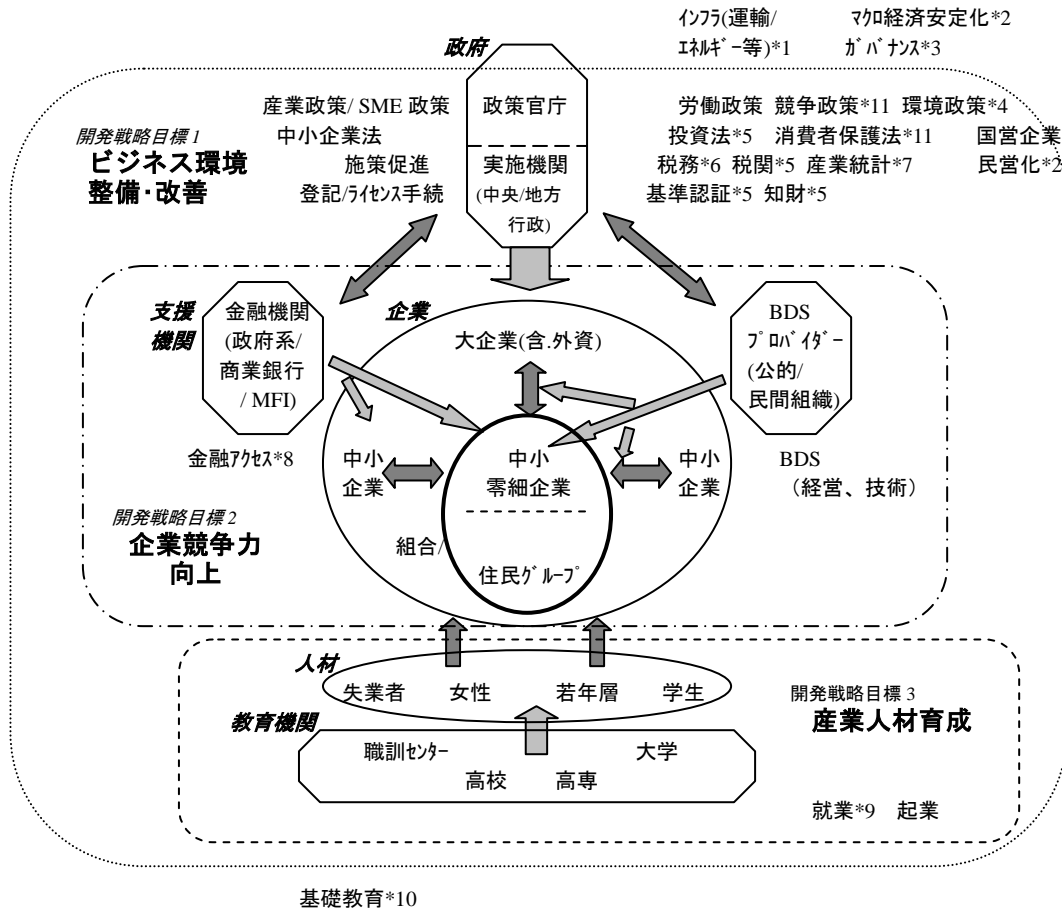 インフラ(運輸/ マクロ経済安定化*2
エネルギー等)*1 ガバナンス*3
政府
産業政策/ SME 政策
中小企業法
施策促進
登記/ライセンス手続
政策官庁
実施機関
(中央/地方
行政)
労働政策 競争政策*11 環境政策*4
投資法*5 消費者保護法*11 国営企業
税務*6 税関*5 産業統計*7 民営化*2
基準認証*5 知財*5
開発戦略目標 1
ビジネス環境
整備・改善
支援
機関
金融機関
(政府系/
商業銀行
/ MFI)
企業
大企業(含.外資)
BDS
プロバイダー
(公的/
民間組織)
金融アクセス*8
中小
企業
中小
零細企業
中小
企業
BDS
（経営、技術）
開発戦略目標 2
企業競争力
向上
組合/
住民グループ
人材
失業者 女性 若年層 学生
開発戦略目標 3
産業人材育成
教育機関
職訓センター 大学
高校 高専
就業*9 起業
基礎教育*10